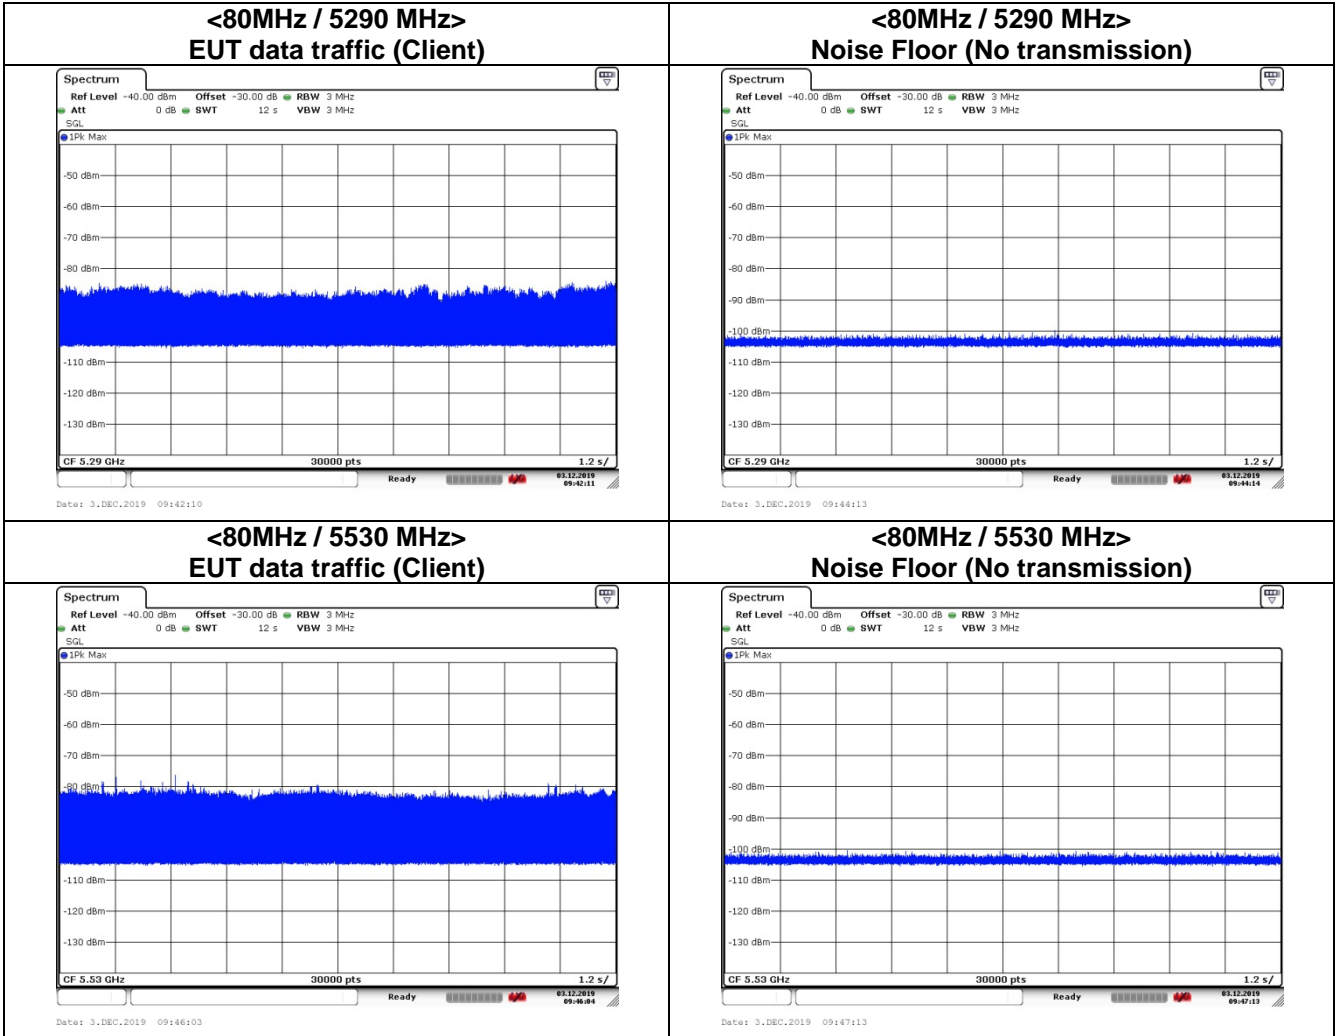 <80MHz / 5290 MHz>
EUT data traffic (Client)
Spectrum
Ref Level -40.00 dBm Offset -30.00 dB RBW 3 MHz
Att 0 dB SWT 12 s VBW 3 MHz
SGL
1Pk Max
-50 dBm
-60 dBm
-70 dBm
-80 dBm
-110 dBm
-120 dBm
-130 dBm
CF 5.29 GHz 30000 pts 1.2 s/
Ready 03.12.2019
09:42:11
Date: 3.DEC.2019 09:42:10
<80MHz / 5290 MHz>
Noise Floor (No transmission)
Spectrum
Ref Level -40.00 dBm Offset -30.00 dB RBW 3 MHz
Att 0 dB SWT 12 s VBW 3 MHz
SGL
1Pk Max
-50 dBm
-60 dBm
-70 dBm
-80 dBm
-90 dBm
-100 dBm
-110 dBm
-120 dBm
-130 dBm
CF 5.29 GHz 30000 pts 1.2 s/
Ready 03.12.2019
09:44:14
Date: 3.DEC.2019 09:44:13
<80MHz / 5530 MHz>
EUT data traffic (Client)
Spectrum
Ref Level -40.00 dBm Offset -30.00 dB RBW 3 MHz
Att 0 dB SWT 12 s VBW 3 MHz
SGL
1Pk Max
-50 dBm
-60 dBm
-70 dBm
-80 dBm
-110 dBm
-120 dBm
-130 dBm
CF 5.53 GHz 30000 pts 1.2 s/
Ready 03.12.2019
09:46:04
Date: 3.DEC.2019 09:46:03
<80MHz / 5530 MHz>
Noise Floor (No transmission)
Spectrum
Ref Level -40.00 dBm Offset -30.00 dB RBW 3 MHz
Att 0 dB SWT 12 s VBW 3 MHz
SGL
1Pk Max
-50 dBm
-60 dBm
-70 dBm
-80 dBm
-90 dBm
-100 dBm
-110 dBm
-120 dBm
-130 dBm
CF 5.53 GHz 30000 pts 1.2 s/
Ready 03.12.2019
09:47:13
Date: 3.DEC.2019 09:47:13